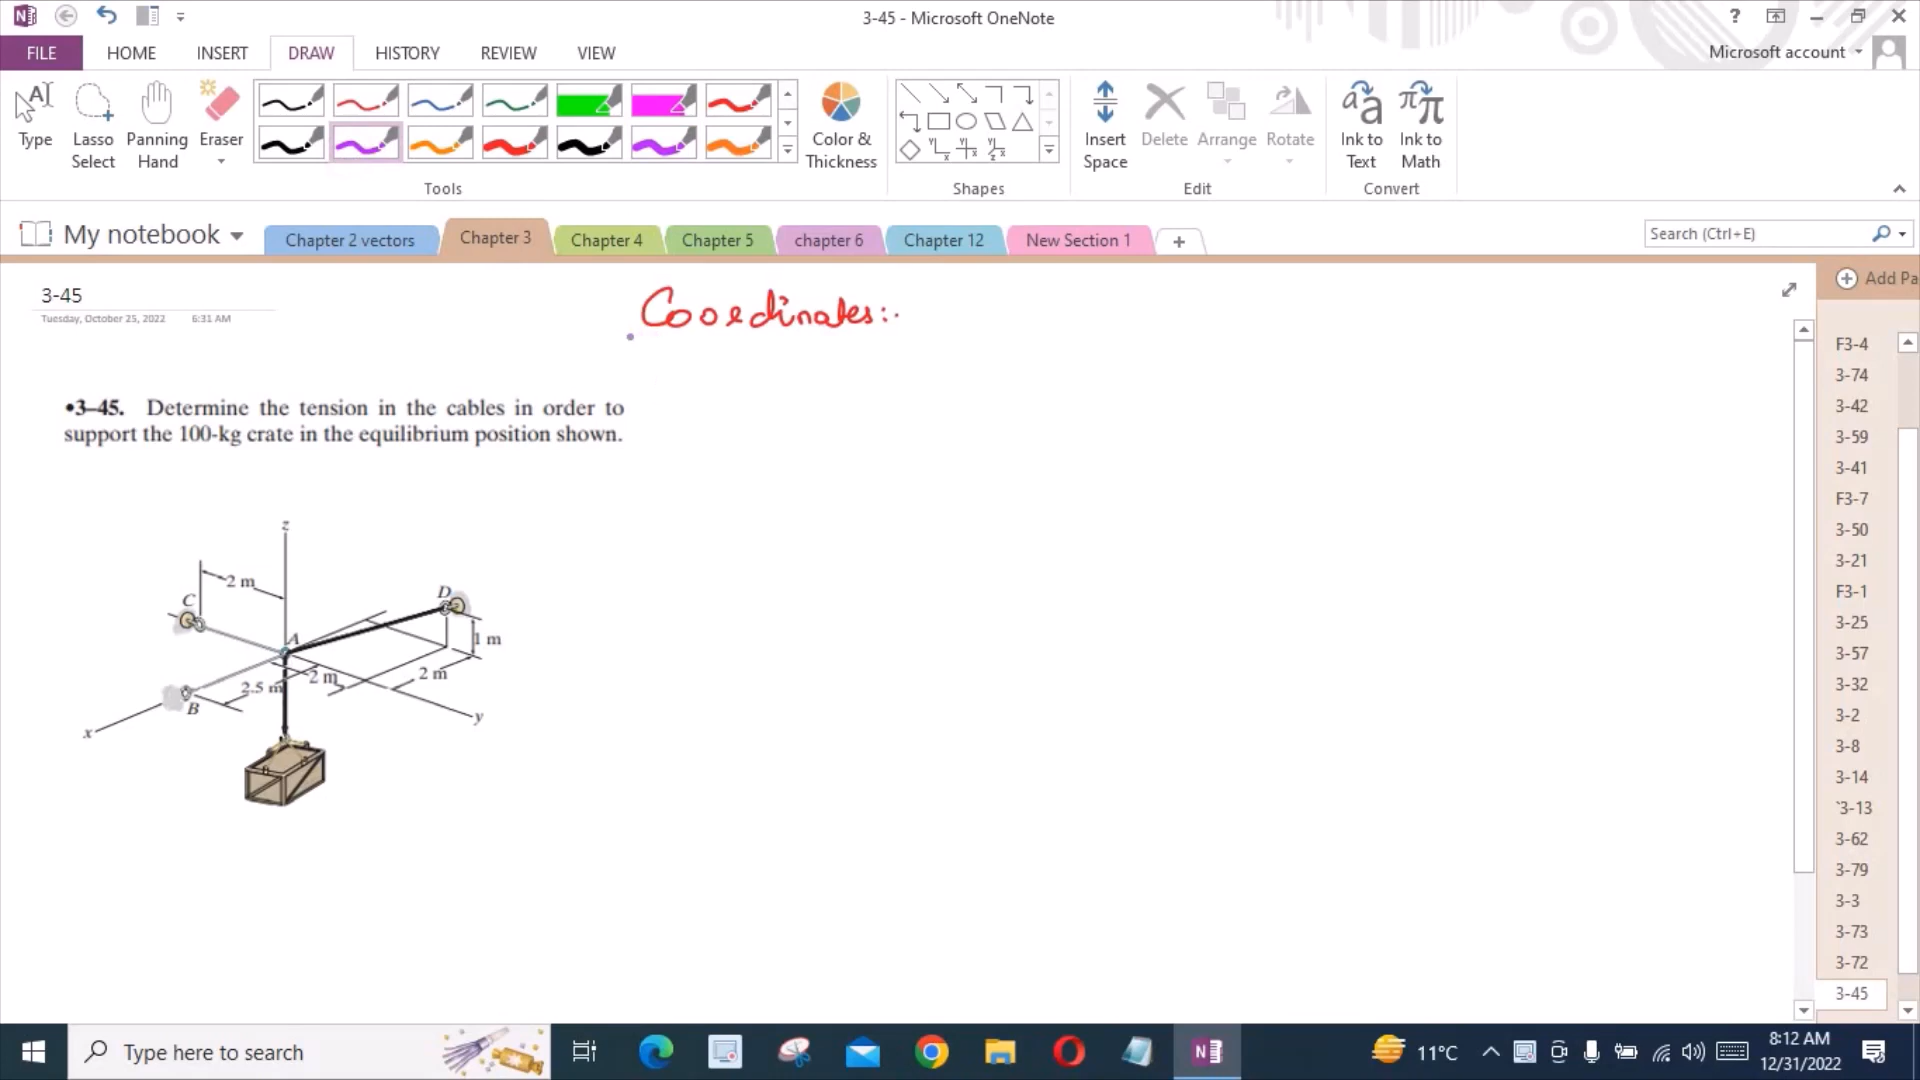 3-45 - Microsoft OneNote
?
FILE HOME INSERT DRAW HISTORY REVIEW VIEW
Microsoft account
Type
Lasso Select
Panning Hand
Eraser
Color & Thickness
Insert Space
Delete
Arrange
Rotate
Ink to Text
Ink to Math
Tools
Shapes
Edit
Convert
My notebook
Chapter 2 vectors
Chapter 3
Chapter 4
Chapter 5
chapter 6
Chapter 12
New Section 1
+
Search (Ctrl+E)
3-45
Tuesday, October 25, 2022 6:31 AM
Cooedinates:.
•3–45. Determine the tension in the cables in order to
support the 100-kg crate in the equilibrium position shown.
z
2 m
C
D
A
1 m
2 m
2 m
2.5 m
B
x
y
Add Pa
F3-4
3-74
3-42
3-59
3-41
F3-7
3-50
3-21
F3-1
3-25
3-57
3-32
3-2
3-8
3-14
`3-13
3-62
3-79
3-3
3-73
3-72
3-45
Type here to search
11°C
8:12 AM
12/31/2022